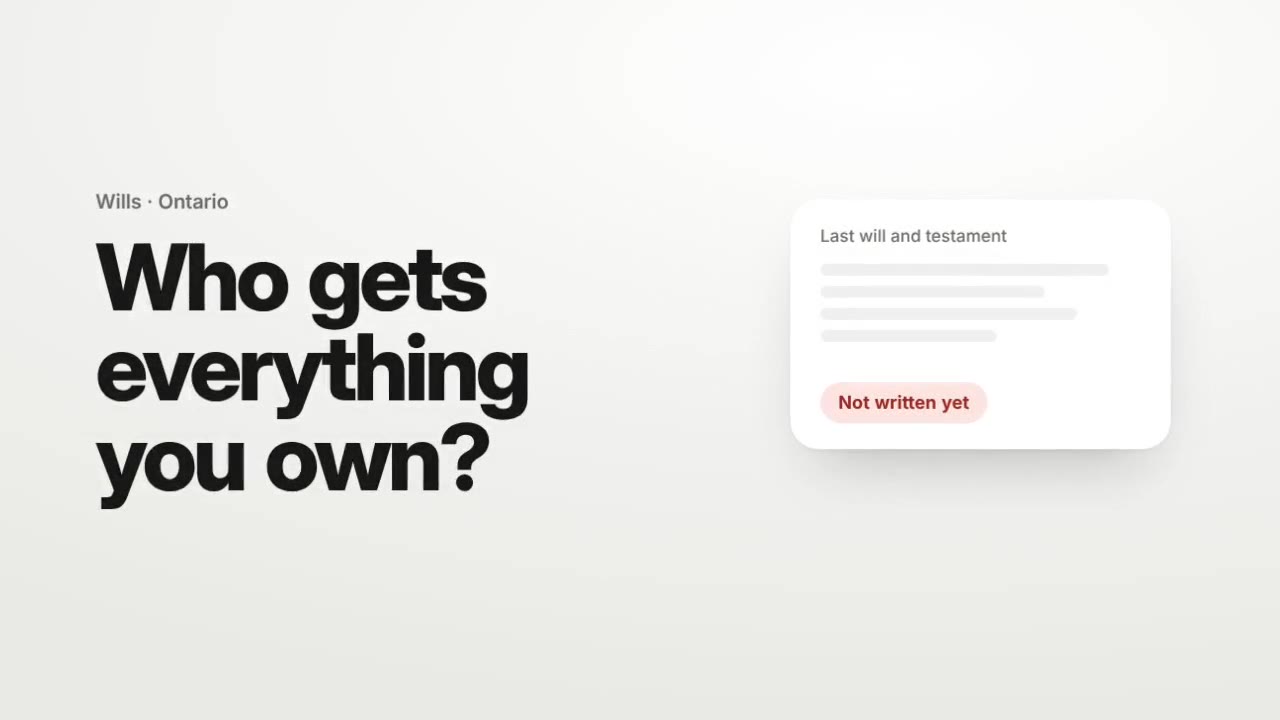 Wills · Ontario
Who gets
everything
you own?
Last will and testament
Not written yet